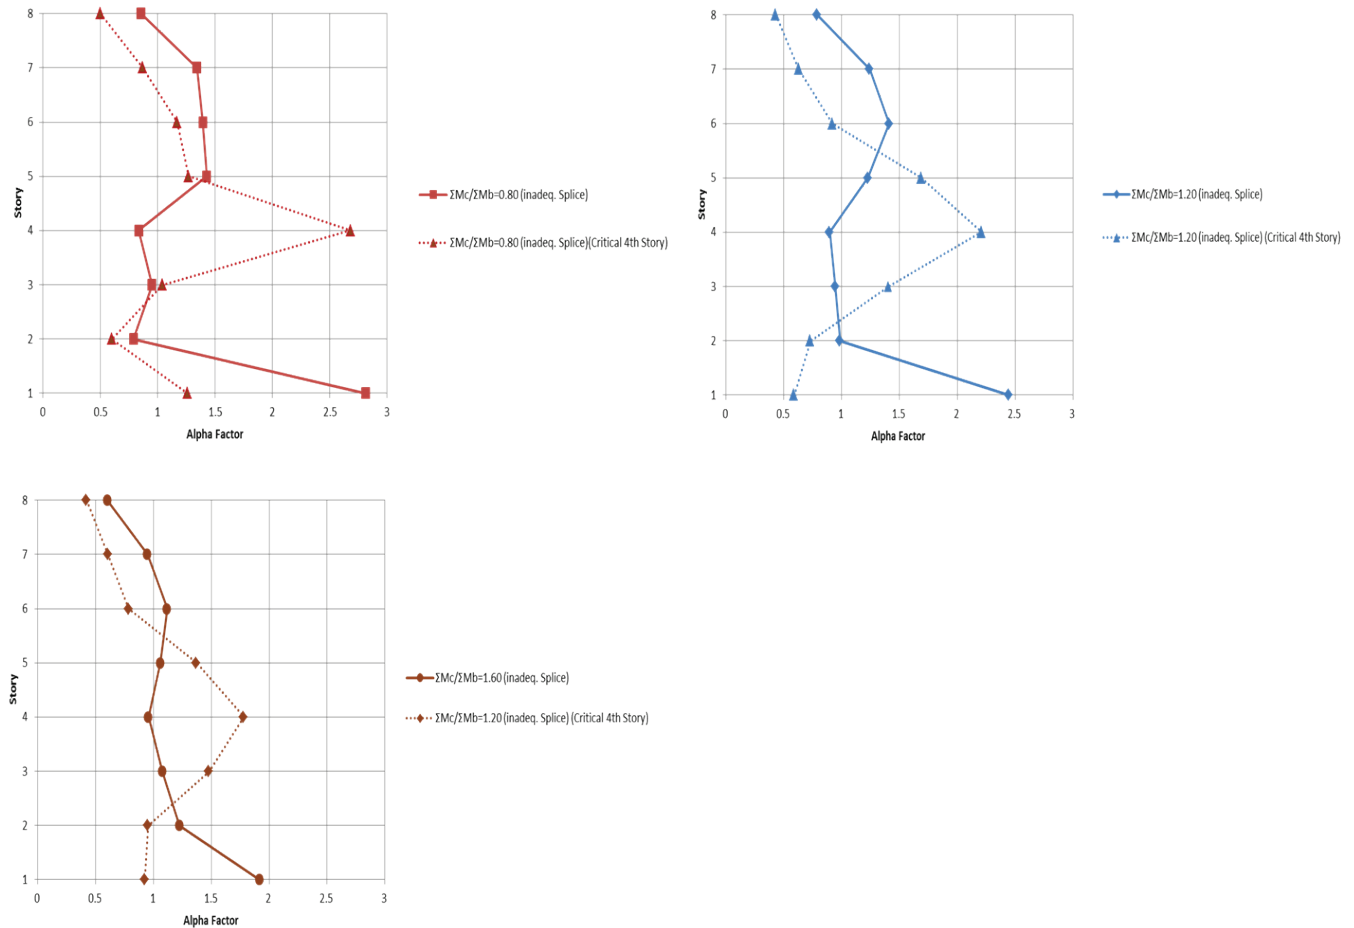 8
7
6
5
4
3
2
1
Story
0 0.5 1 1.5 2 2.5 3
Alpha Factor
ΣMc/ΣMb=0.80 (inadeq. Splice)
ΣMc/ΣMb=0.80 (inadeq. Splice)(Critical 4th Story)
8
7
6
5
4
3
2
1
Story
0 0.5 1 1.5 2 2.5 3
Alpha Factor
ΣMc/ΣMb=1.20 (inadeq. Splice)
ΣMc/ΣMb=1.20 (inadeq. Splice) (Critical 4th Story)
8
7
6
5
4
3
2
1
Story
0 0.5 1 1.5 2 2.5 3
Alpha Factor
ΣMc/ΣMb=1.60 (inadeq. Splice)
ΣMc/ΣMb=1.20 (inadeq. Splice) (Critical 4th Story)